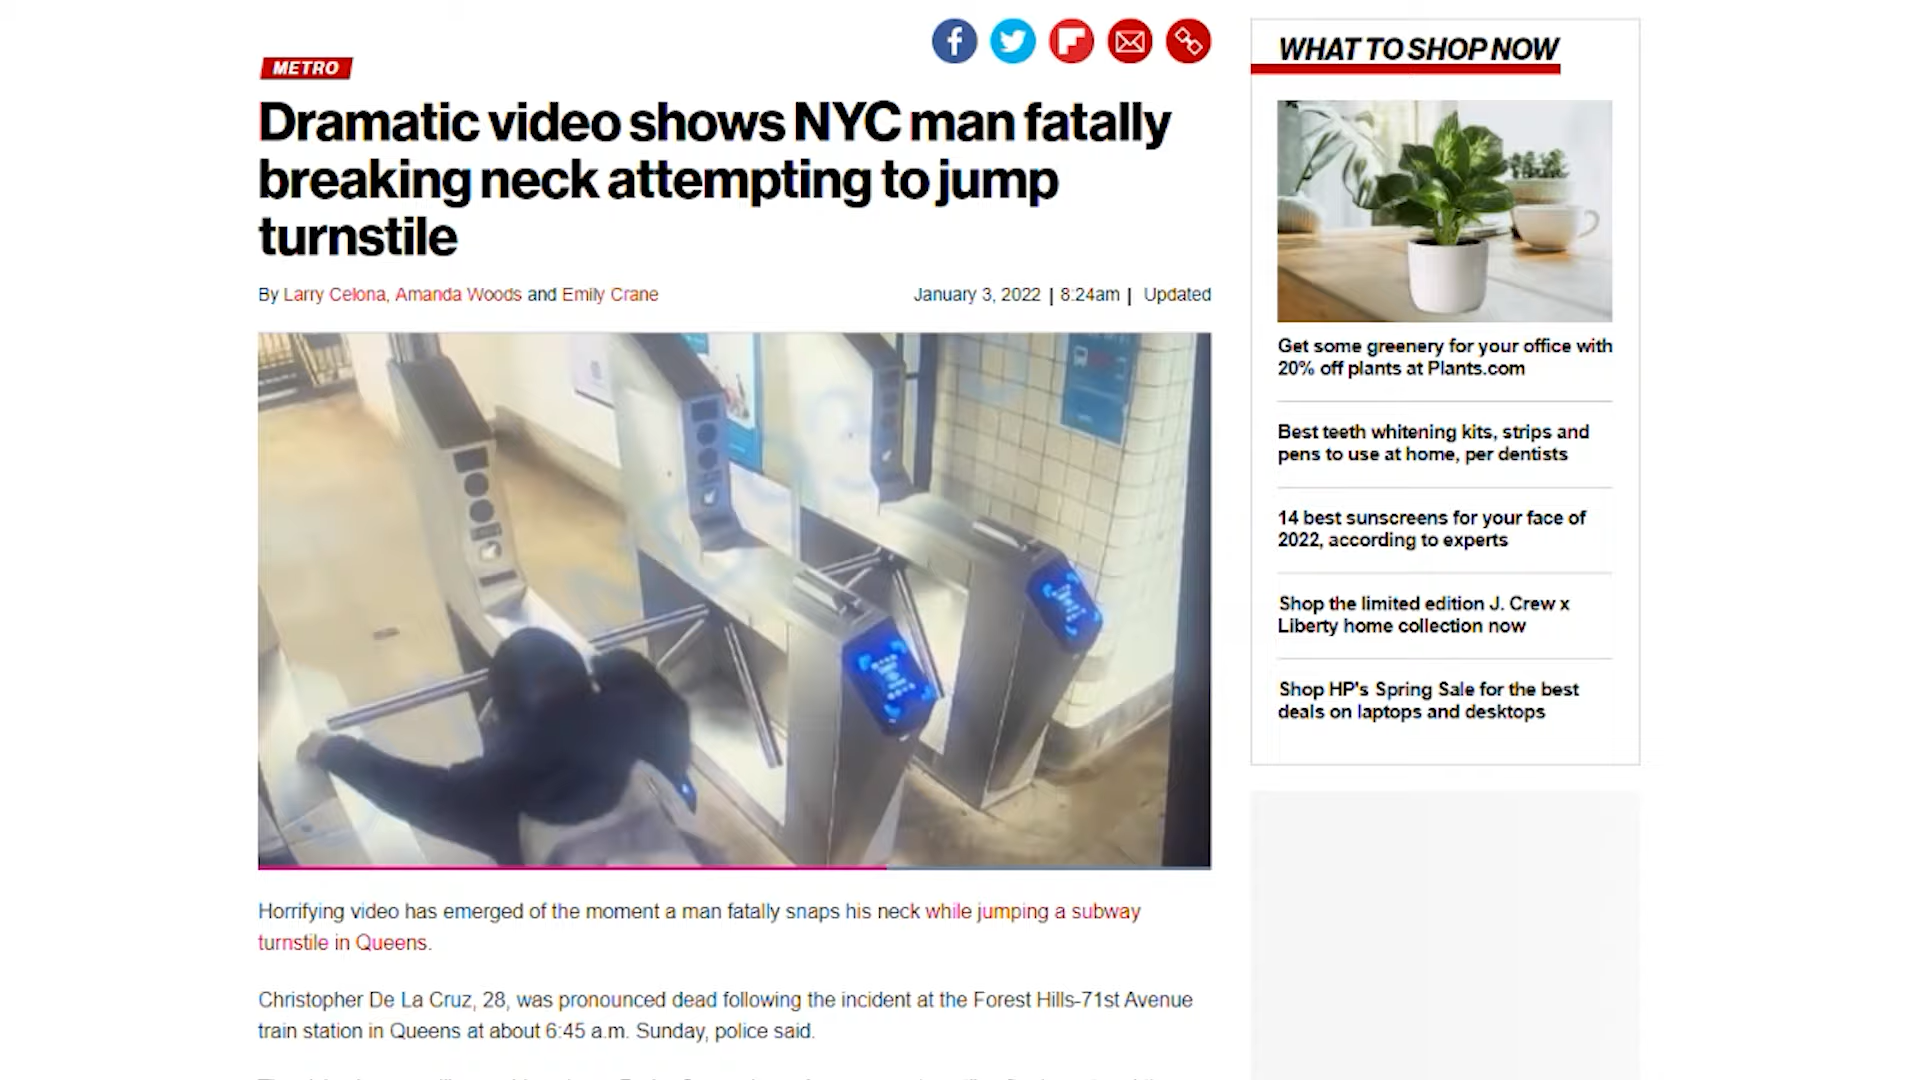 METRO
Dramatic video shows NYC man fatally
breaking neck attempting to jump
turnstile
By Larry Celona, Amanda Woods and Emily Crane
January 3, 2022 | 8:24am | Updated
Horrifying video has emerged of the moment a man fatally snaps his neck while jumping a subway
turnstile in Queens.
Christopher De La Cruz, 28, was pronounced dead following the incident at the Forest Hills-71st Avenue
train station in Queens at about 6:45 a.m. Sunday, police said.
WHAT TO SHOP NOW
Get some greenery for your office with
20% off plants at Plants.com
Best teeth whitening kits, strips and
pens to use at home, per dentists
14 best sunscreens for your face of
2022, according to experts
Shop the limited edition J. Crew x
Liberty home collection now
Shop HP's Spring Sale for the best
deals on laptops and desktops